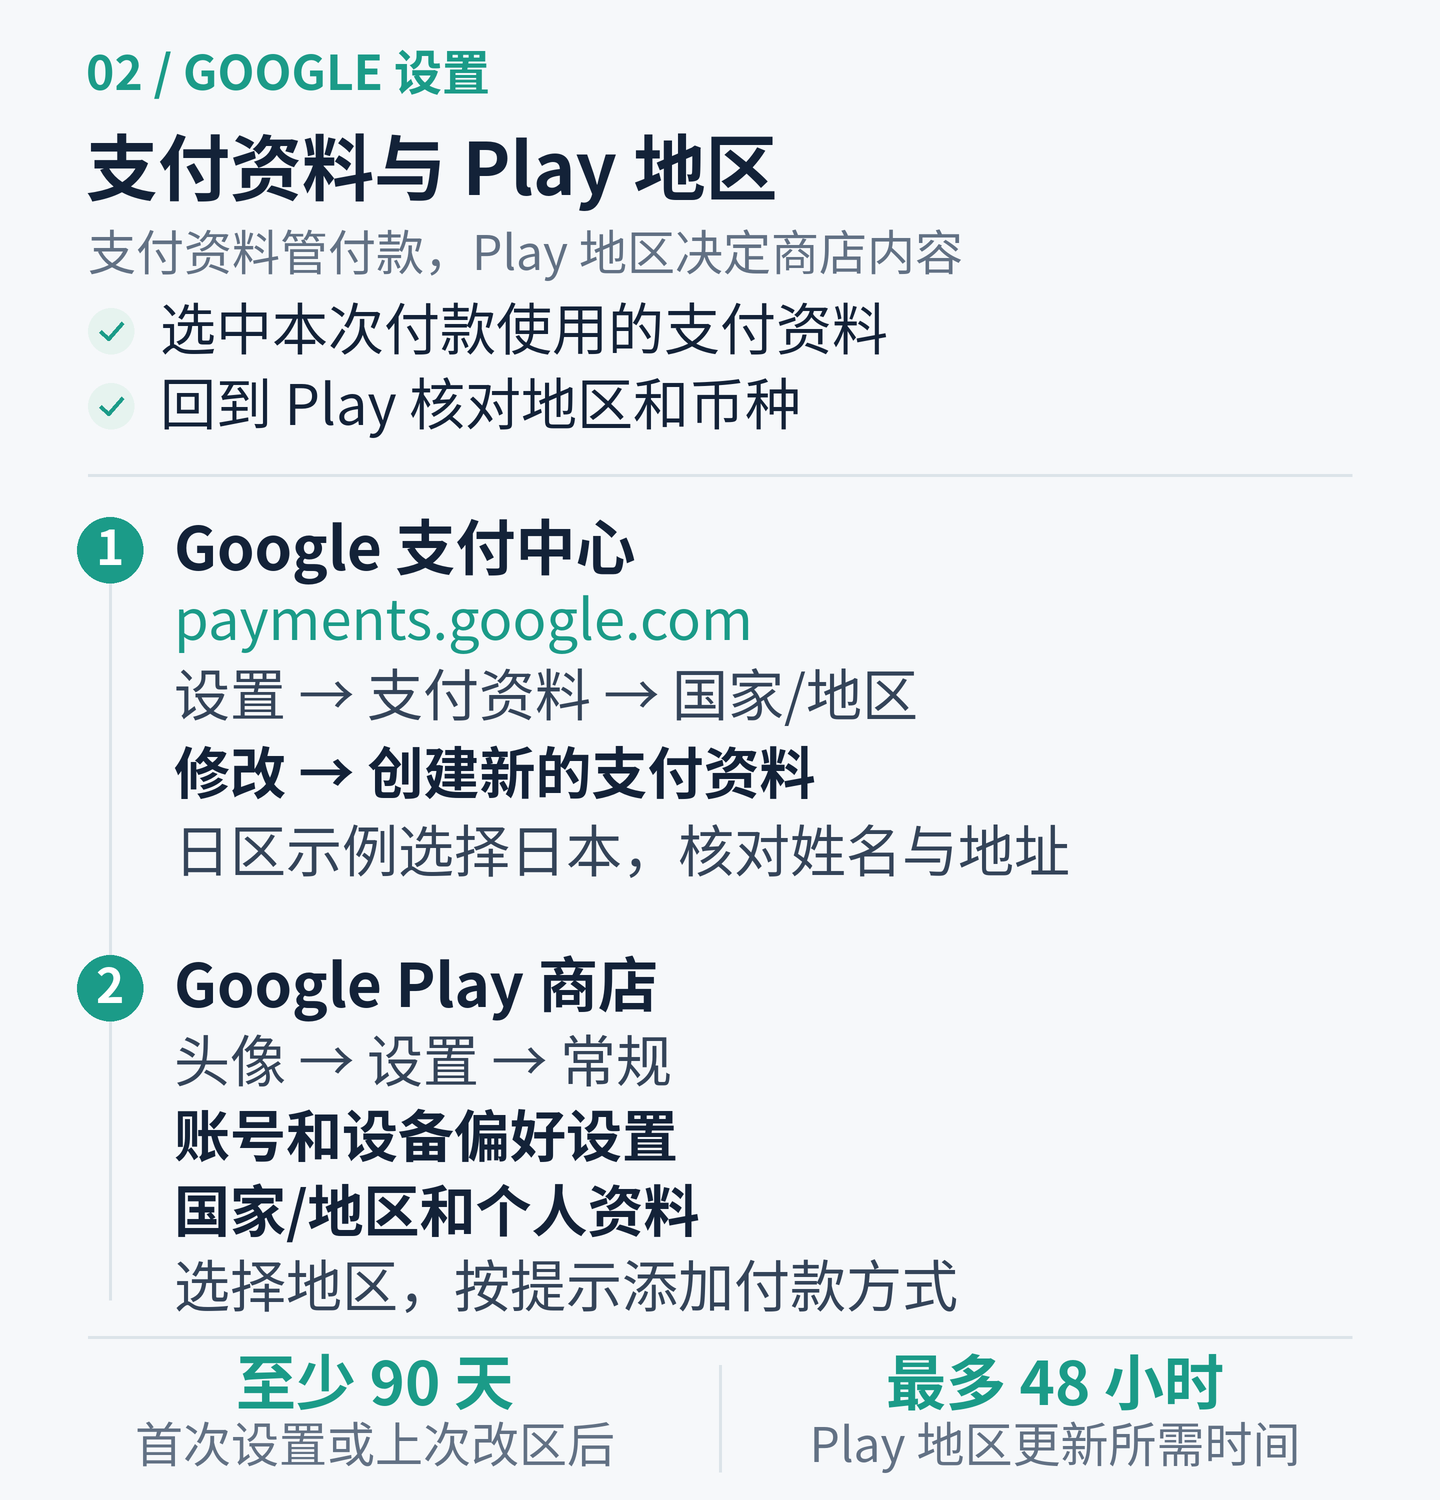 02 / GOOGLE 设置
支付资料与 Play 地区
支付资料管付款，Play 地区决定商店内容
选中本次付款使用的支付资料
回到 Play 核对地区和币种
1 Google 支付中心
payments.google.com
设置 → 支付资料 → 国家/地区
修改 → 创建新的支付资料
日区示例选择日本，核对姓名与地址
2 Google Play 商店
头像 → 设置 → 常规
账号和设备偏好设置
国家/地区和个人资料
选择地区，按提示添加付款方式
至少 90 天
首次设置或上次改区后
最多 48 小时
Play 地区更新所需时间